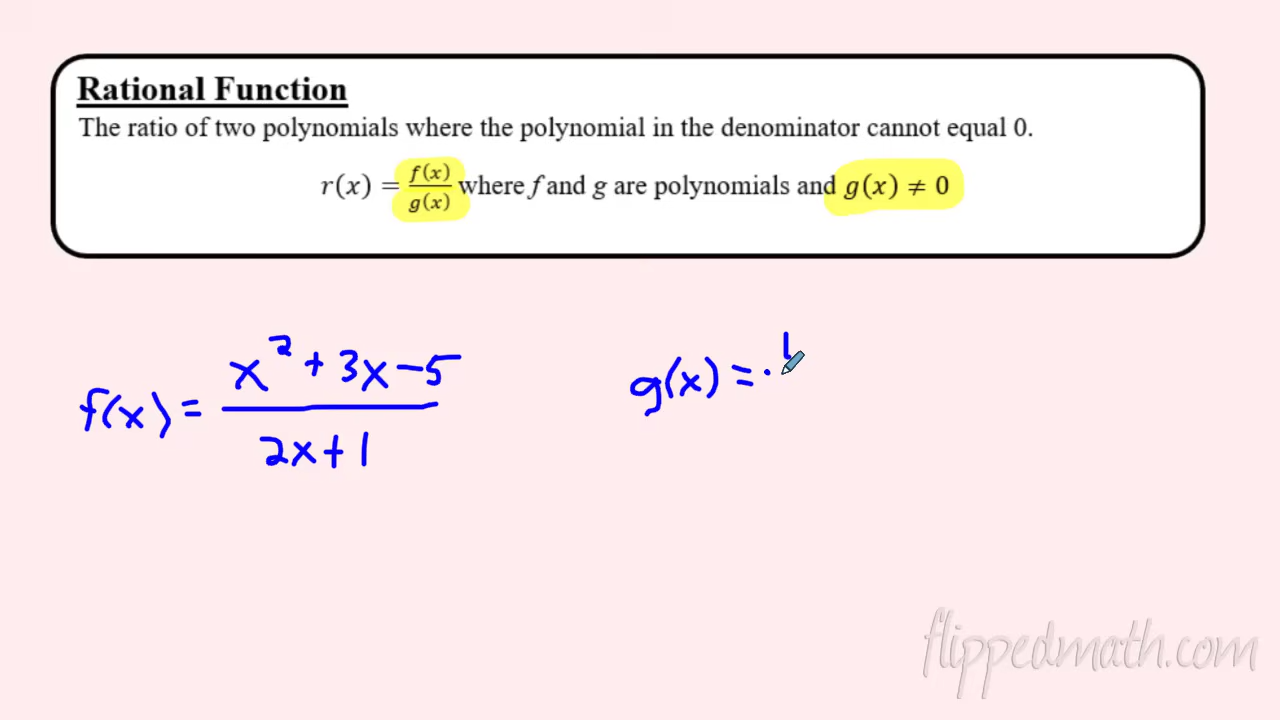 Rational Function
The ratio of two polynomials where the polynomial in the denominator cannot equal 0.
r(x) = f(x)/g(x) where f and g are polynomials and g(x) ≠ 0
f(x) = (x² + 3x − 5)/(2x + 1)
g(x) =
flippedmath.com